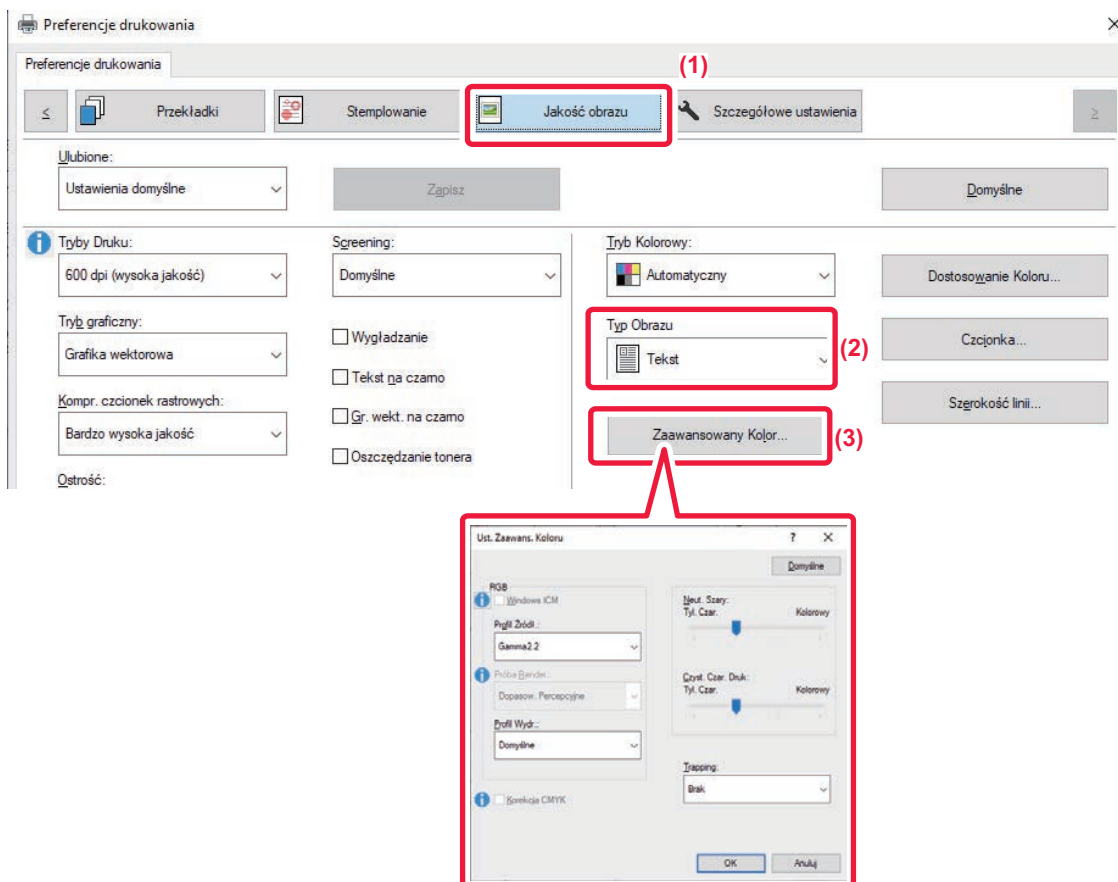 Preferencje drukowania
Preferencje drukowania
(1)
Przekładki
Stemplowanie
Jakość obrazu
Szczegółowe ustawienia
Ulubione:
Ustawienia domyślne
Zapisz
Domyślne
Tryby Druku:
600 dpi (wysoka jakość)
Tryb graficzny:
Grafika wektorowa
Kompr. czcionek rastrowych:
Bardzo wysoka jakość
Ostrość:
Screening:
Domyślne
Wygładzanie
Tekst na czarno
Gr. wekt. na czarno
Oszczędzanie tonera
Tryb Kolorowy:
Automatyczny
Typ Obrazu
Tekst
(2)
Zaawansowany Kolor...
(3)
Dostosowanie Koloru...
Czcionka...
Szerokość linii...
Ust. Zaawans. Koloru
Domyślne
RGB
Windows ICM
Profil Źródł.:
Gamma2.2
Próba Render.:
Dopasow. Percepcyjne
Profil Wydr.:
Domyślne
Korekcja CMYK
Neut. Szary:
Tyl. Czar. Kolorowy
Czyst. Czar. Druk:
Tyl. Czar. Kolorowy
Trapping:
Brak
OK
Anuluj